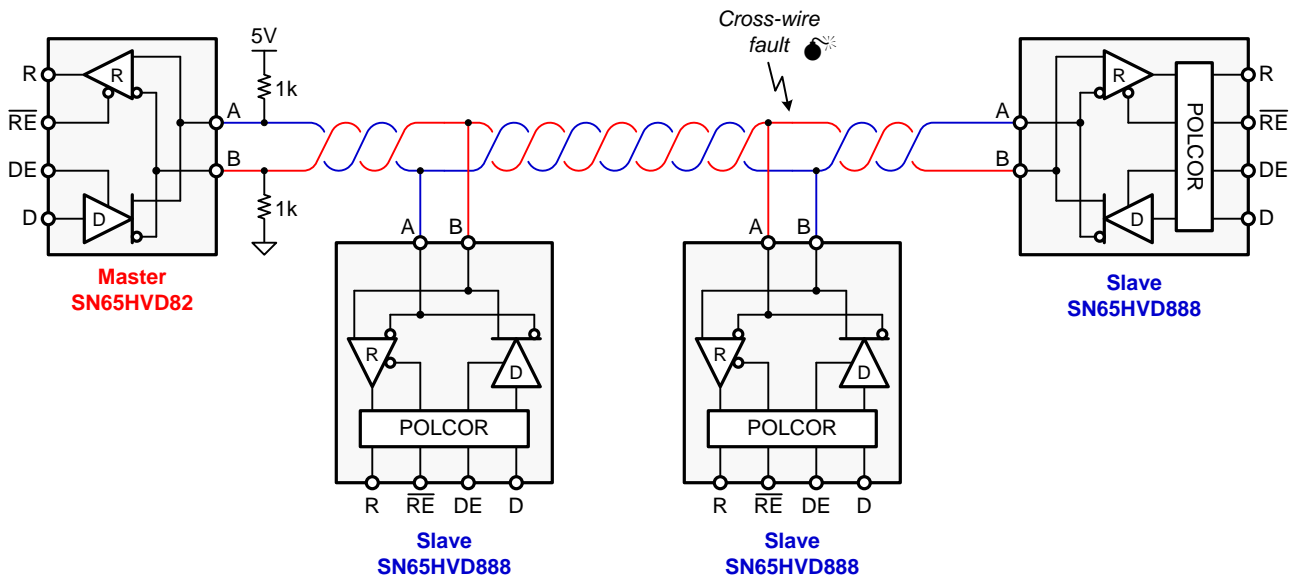 Cross-wire
fault
5V
1k
1k
R
RE
DE
D
A
B
R
D
Master
SN65HVD82
A
B
R
D
POLCOR
R
RE
DE
D
Slave
SN65HVD888
A
B
R
D
POLCOR
R
RE
DE
D
Slave
SN65HVD888
A
B
R
D
POLCOR
R
RE
DE
D
Slave
SN65HVD888